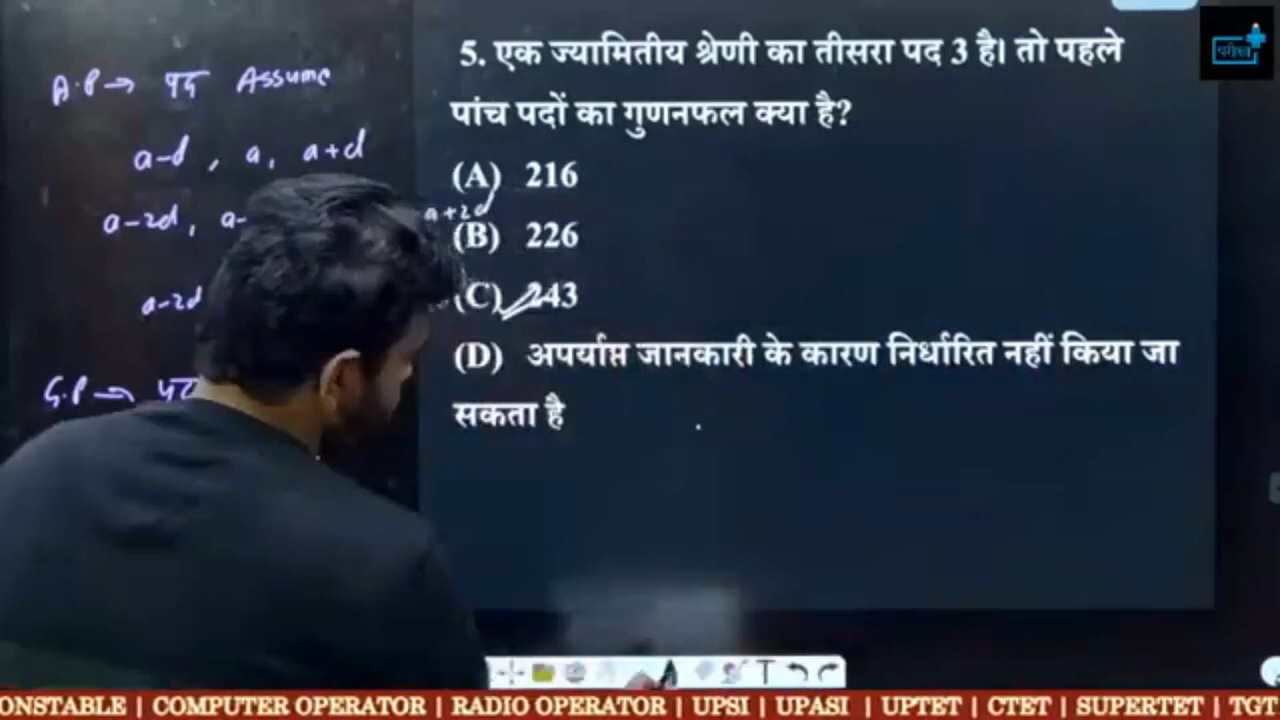 परीक्षा
A.P → पद Assume
a-d , a, a+d
a-2d, a-
a+2d
a-2d
G.P → पद
5. एक ज्यामितीय श्रेणी का तीसरा पद 3 है। तो पहले
पांच पदों का गुणनफल क्या है?
(A) 216
(B) 226
(C) 243
(D) अपर्याप्त जानकारी के कारण निर्धारित नहीं किया जा
सकता है
ONSTABLE | COMPUTER OPERATOR | RADIO OPERATOR | UPSI | UPASI | UPTET | CTET | SUPERTET | TGT